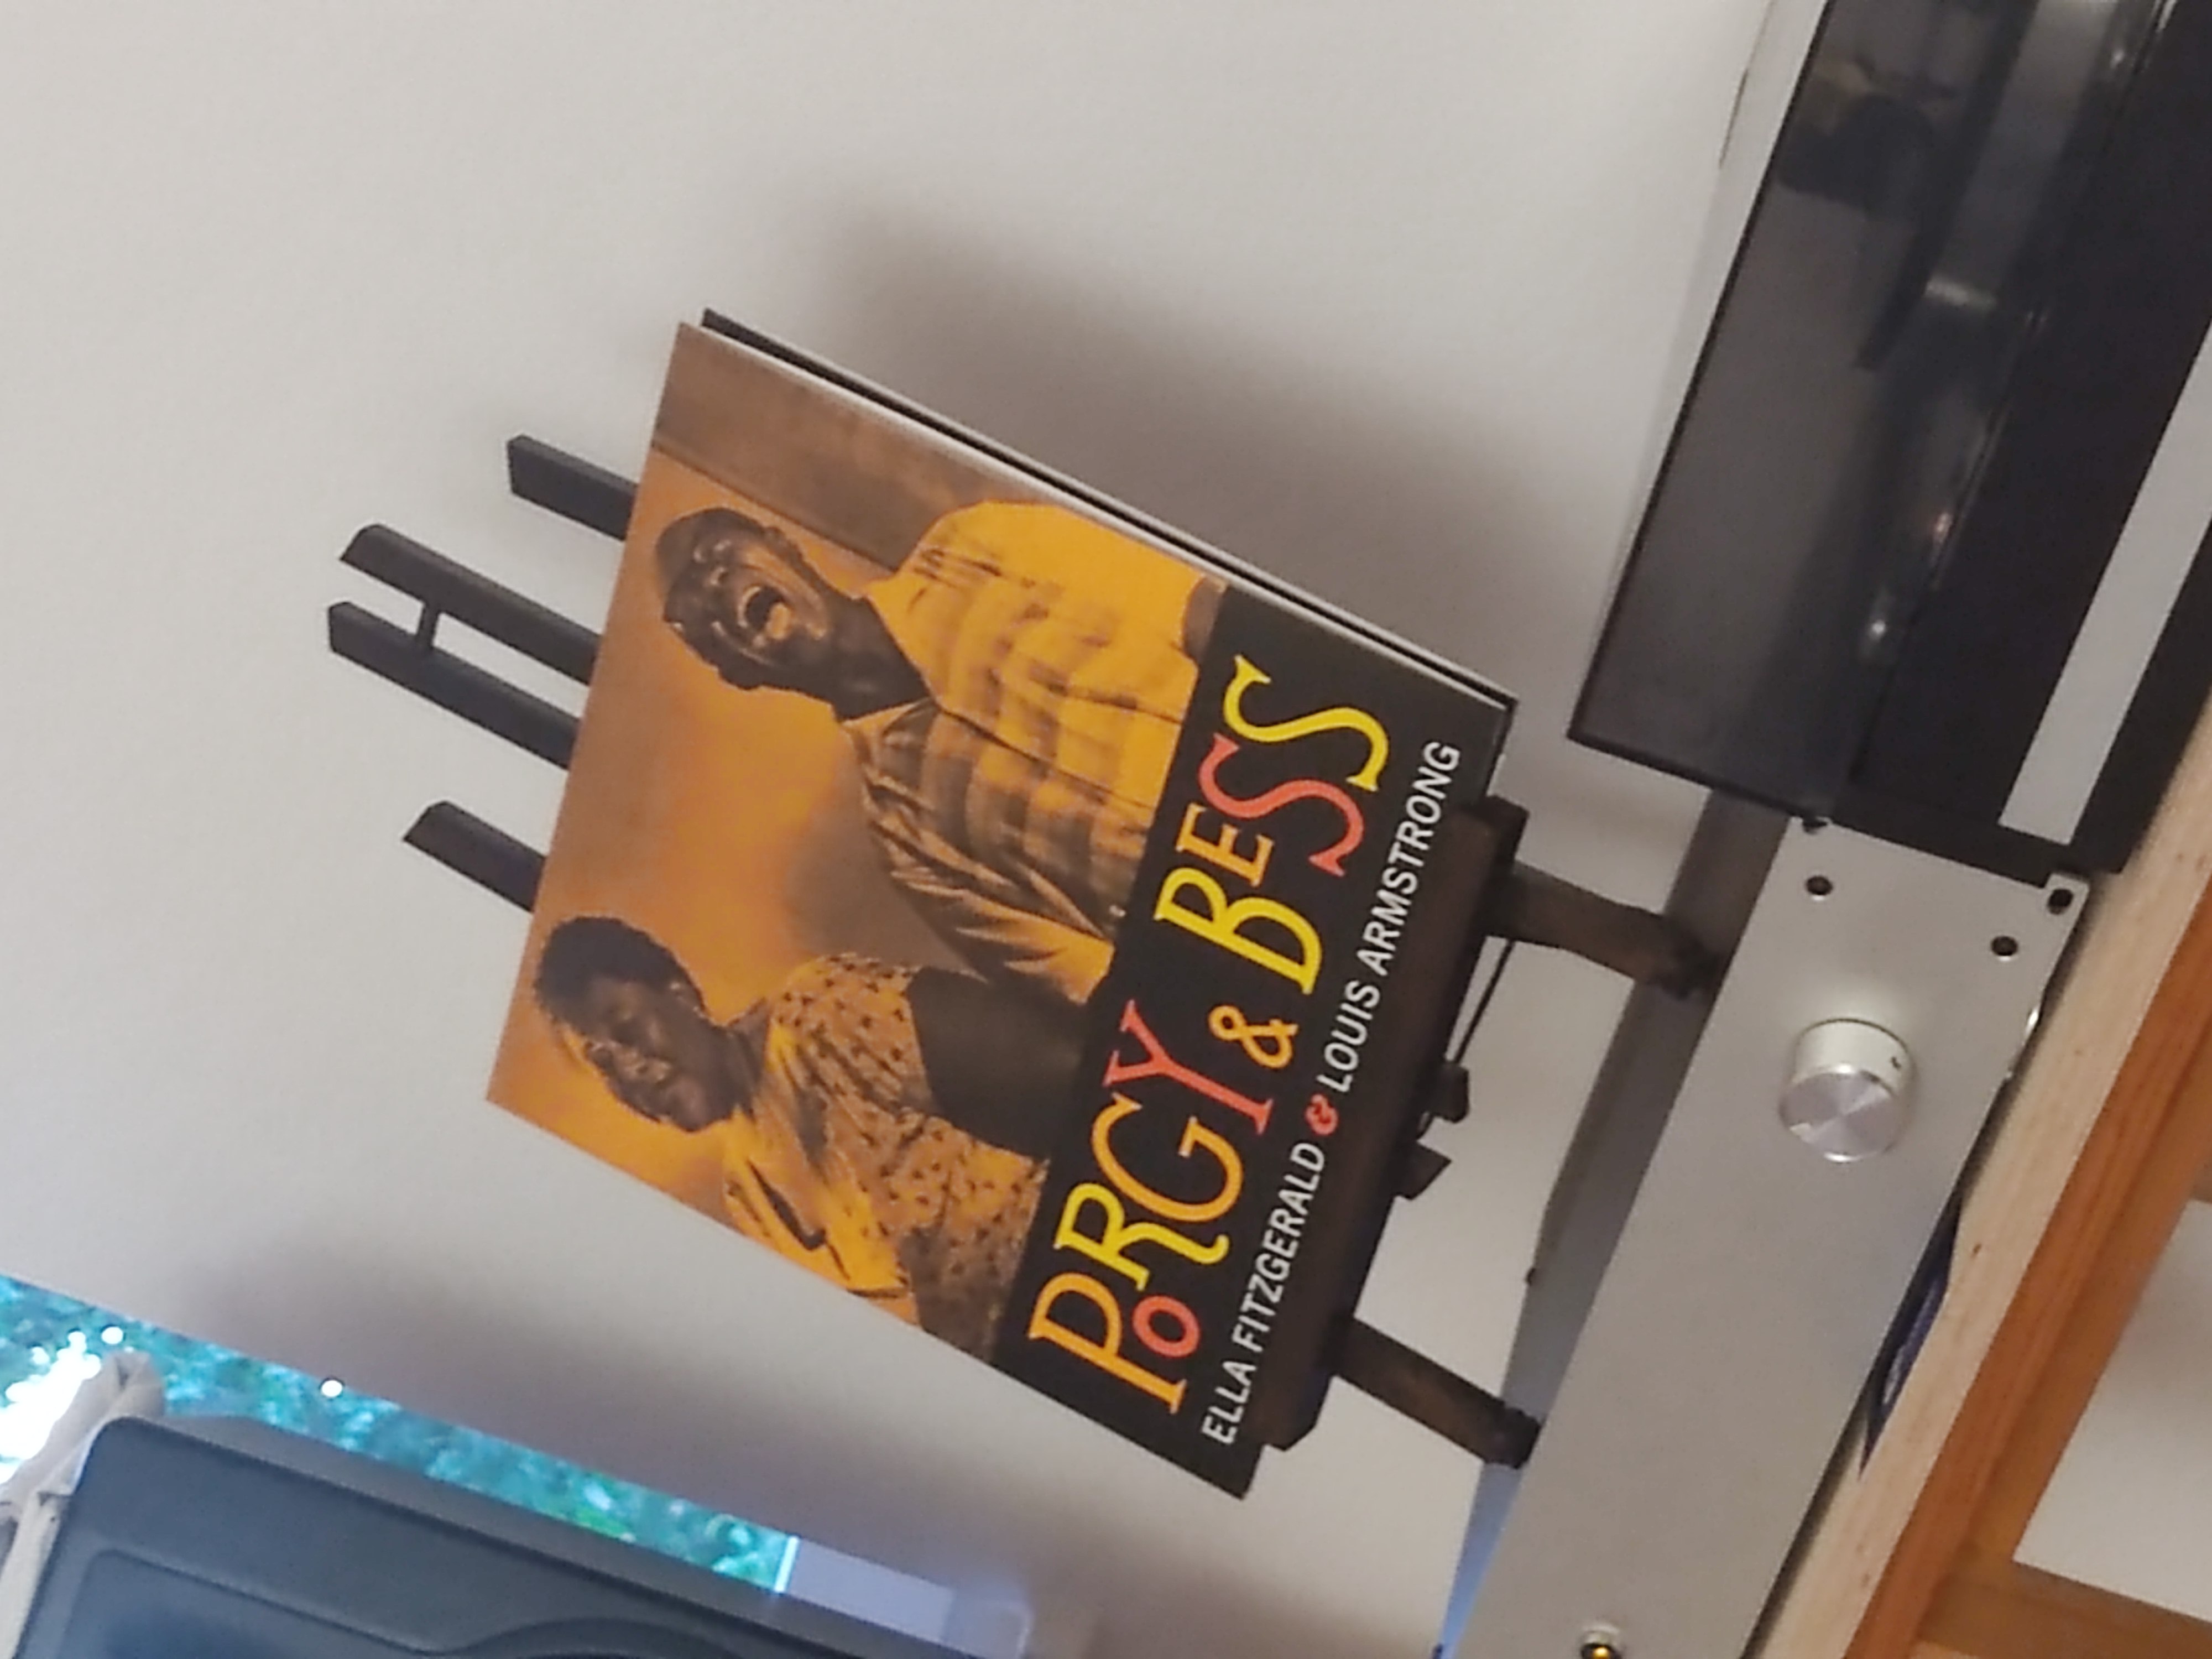 PORGY & BESS
ELLA FITZGERALD & LOUIS ARMSTRONG